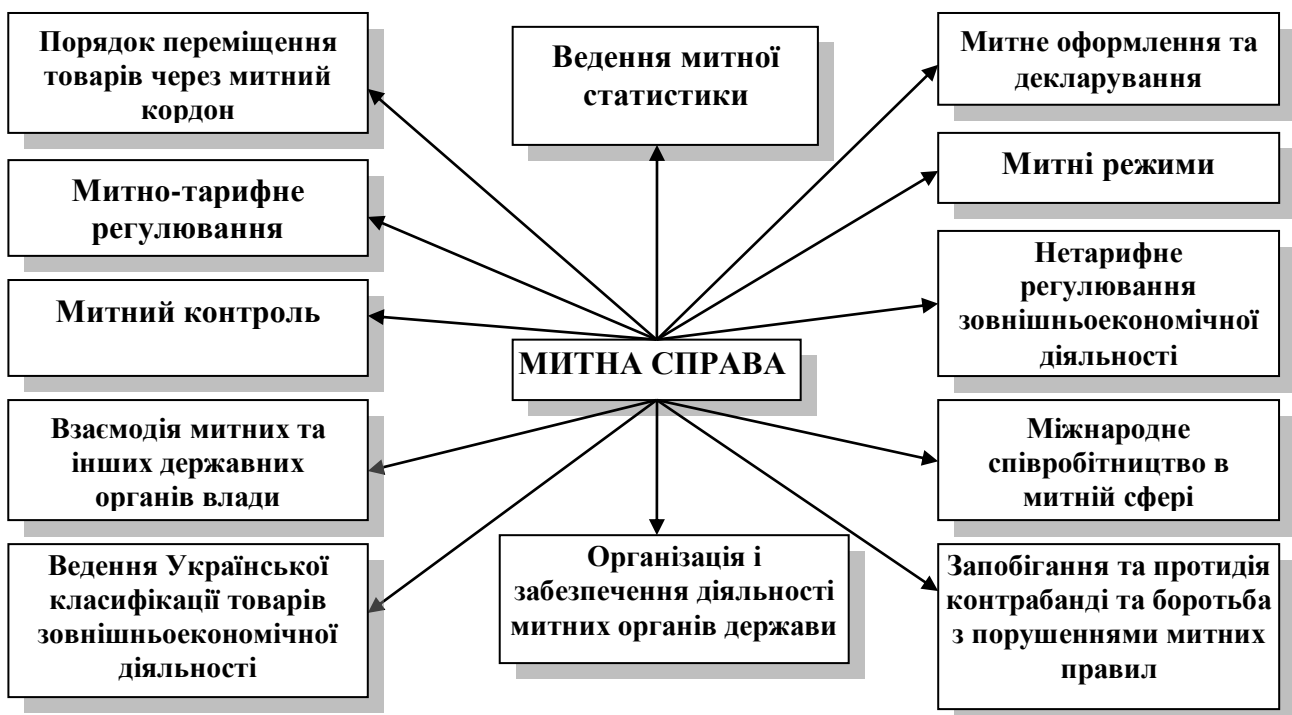 Порядок переміщення
товарів через митний
кордон
Ведення митної
статистики
Митне оформлення та
декларування
Митно-тарифне
регулювання
Митні режими
Митний контроль
Нетарифне
регулювання
зовнішньоекономічної
діяльності
МИТНА СПРАВА
Взаємодія митних та
інших державних
органів влади
Міжнародне
співробітництво в
митній сфері
Ведення Української
класифікації товарів
зовнішньоекономічної
діяльності
Організація і
забезпечення діяльності
митних органів держави
Запобігання та протидія
контрабанді та боротьба
з порушеннями митних
правил